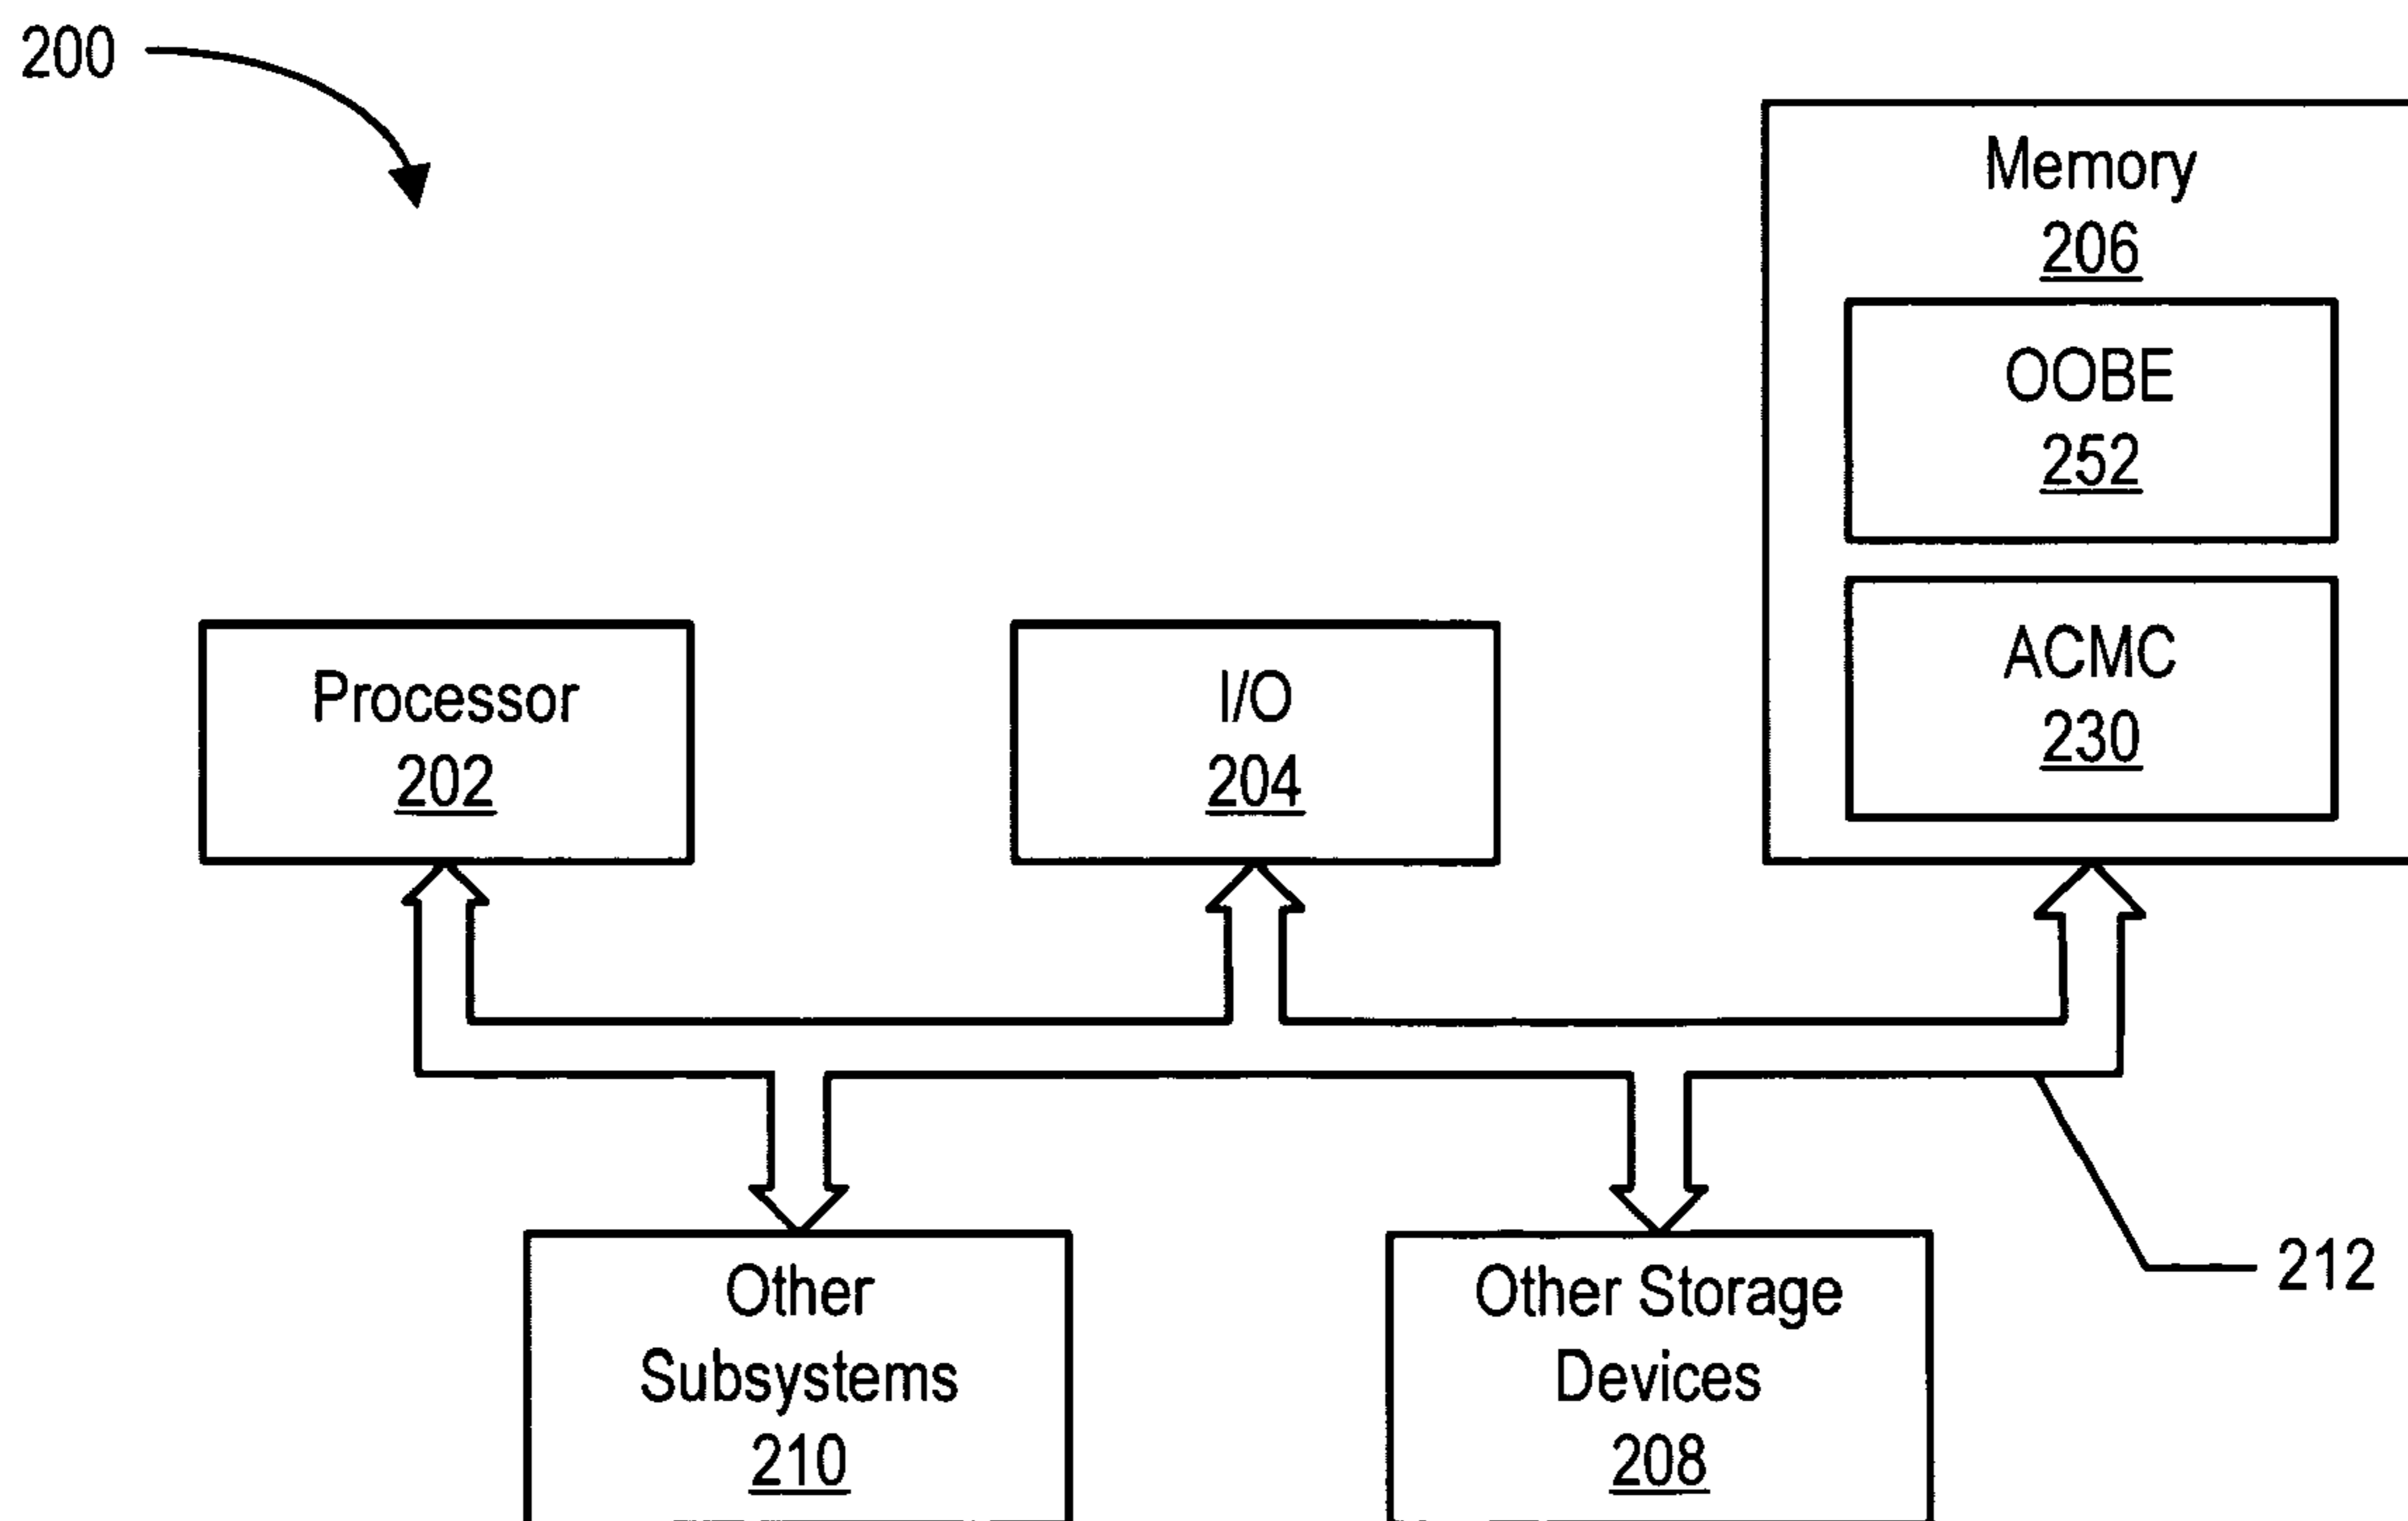 200
Memory
206
OOBE
252
ACMC
230
Processor
202
I/O
204
Other
Subsystems
210
Other Storage
Devices
208
212